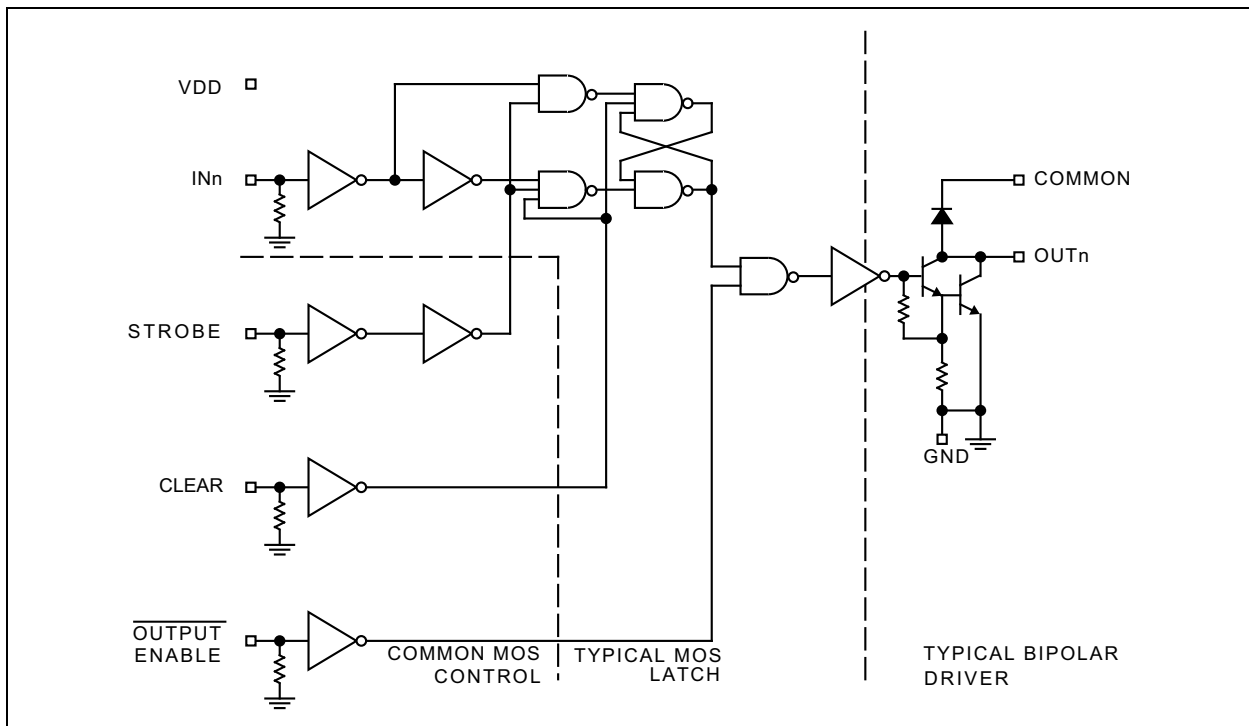 VDD
INn
STROBE
CLEAR
OUTPUT
ENABLE
COMMON MOS
CONTROL
TYPICAL MOS
LATCH
COMMON
OUTn
GND
TYPICAL BIPOLAR
DRIVER